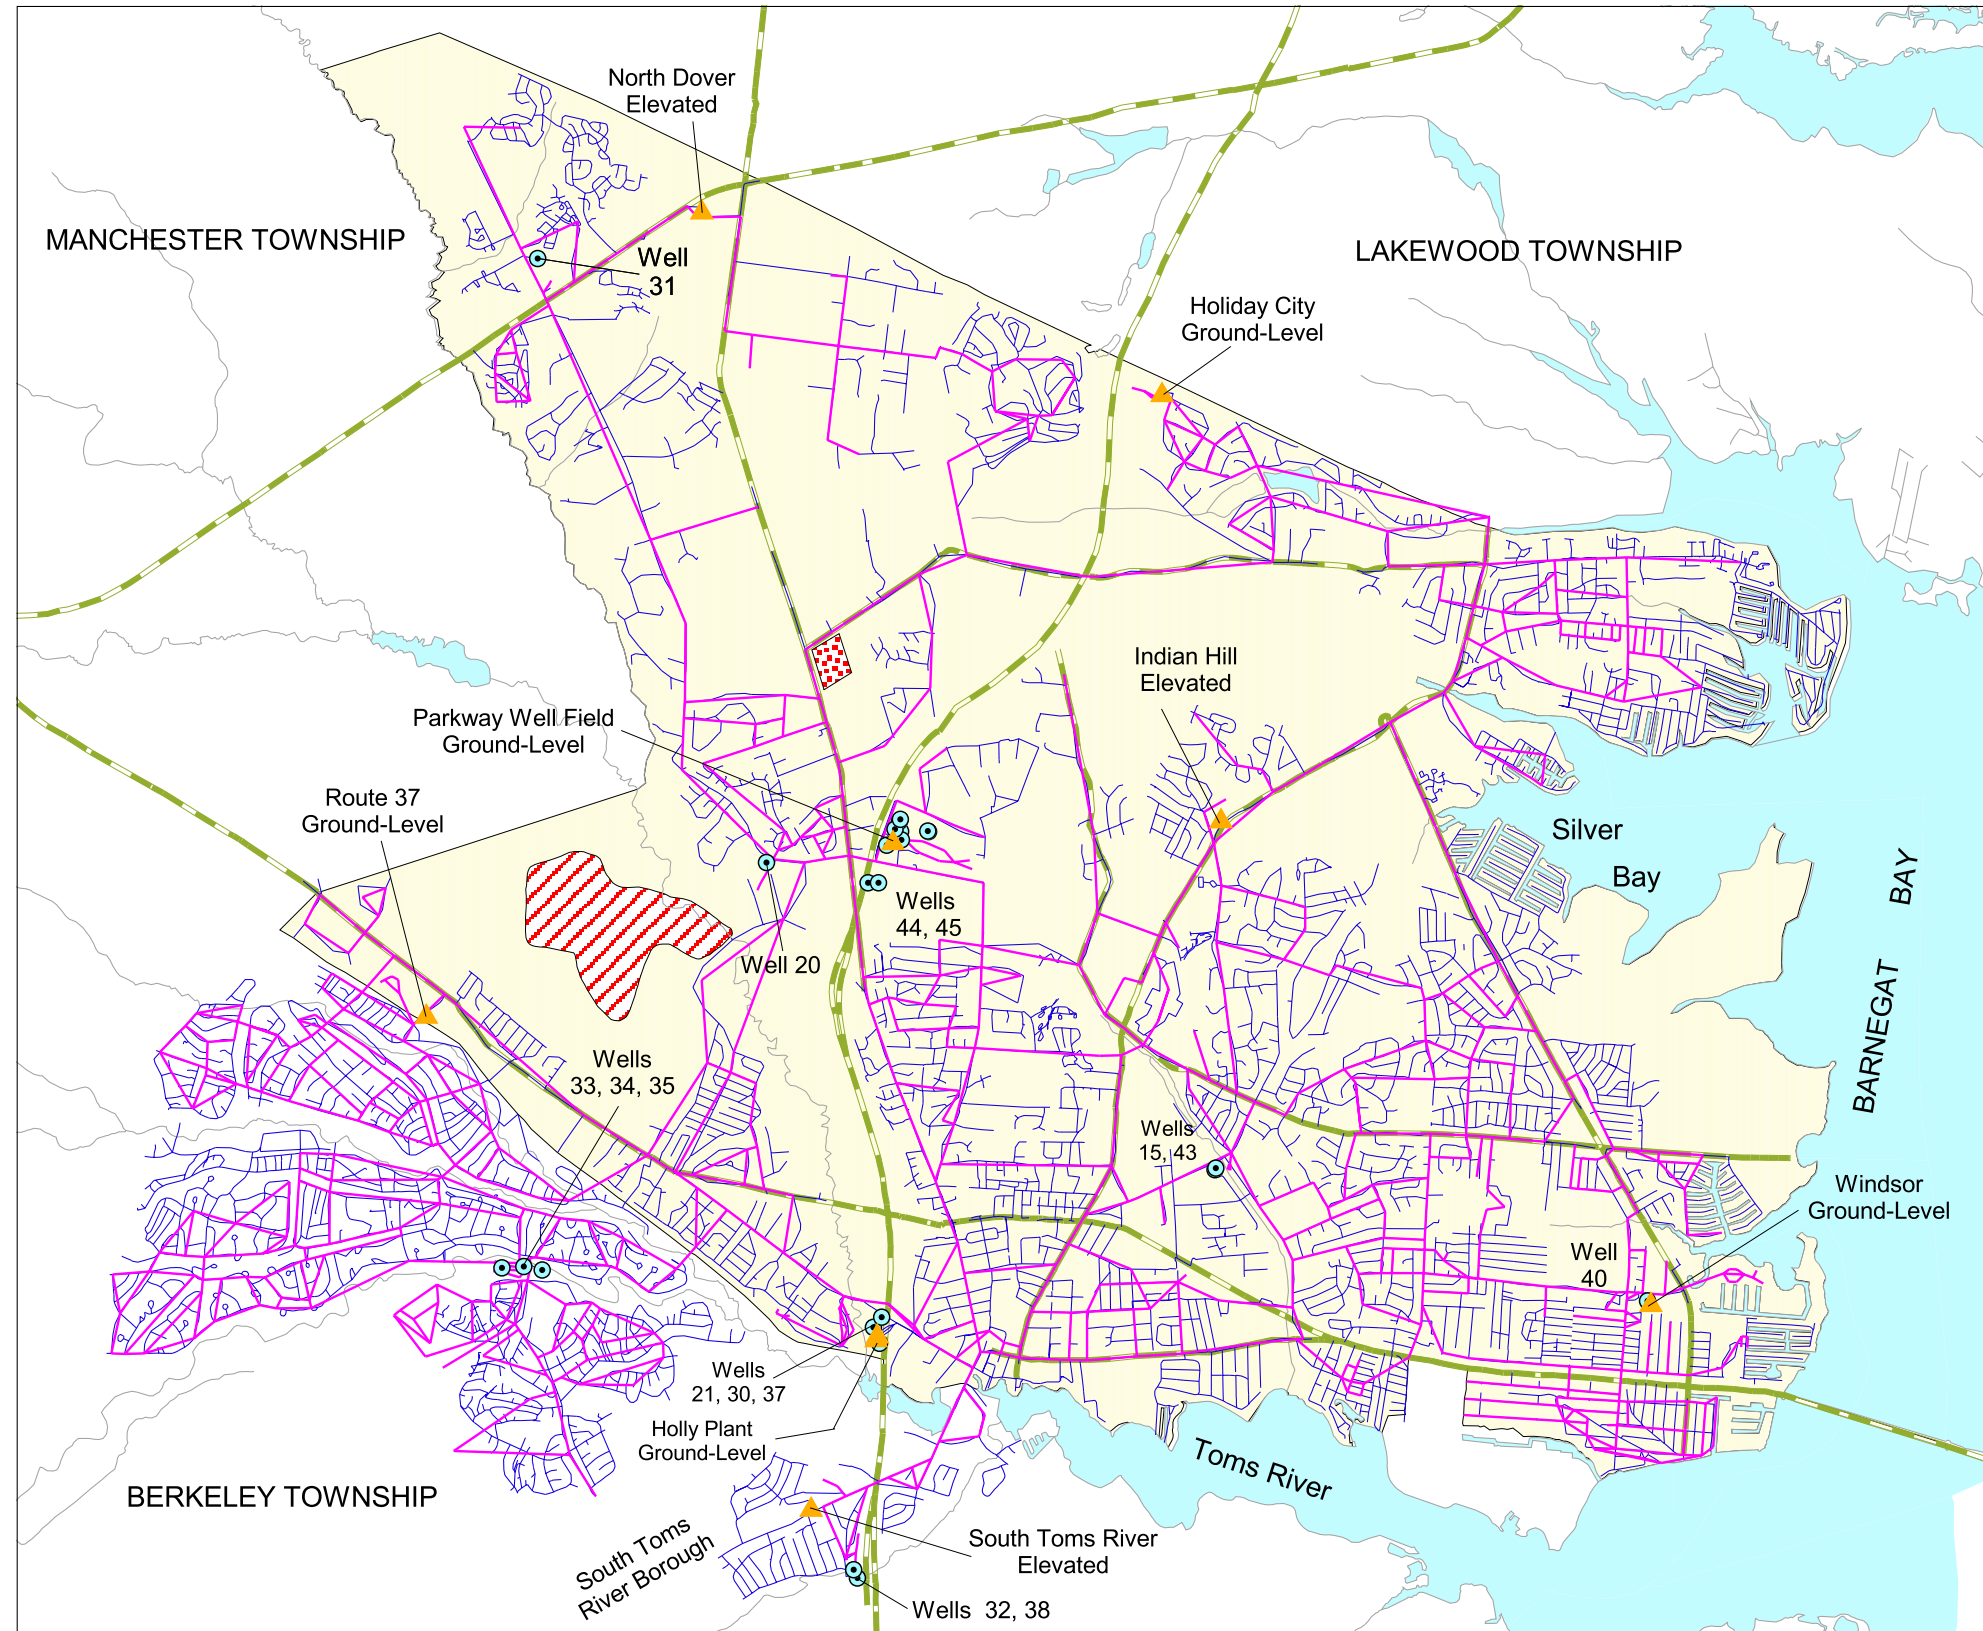 North Dover
Elevated
MANCHESTER TOWNSHIP
Well
31
LAKEWOOD TOWNSHIP
Holiday City
Ground-Level
Indian Hill
Elevated
Parkway Well Field
Ground-Level
Route 37
Ground-Level
Silver
Bay
BARNEGAT BAY
Wells
44, 45
Well 20
Wells
33, 34, 35
Wells
15, 43
Windsor
Ground-Level
Well
40
Wells
21, 30, 37
Holly Plant
Ground-Level
Toms River
BERKELEY TOWNSHIP
South Toms
River Borough
South Toms River
Elevated
Wells 32, 38